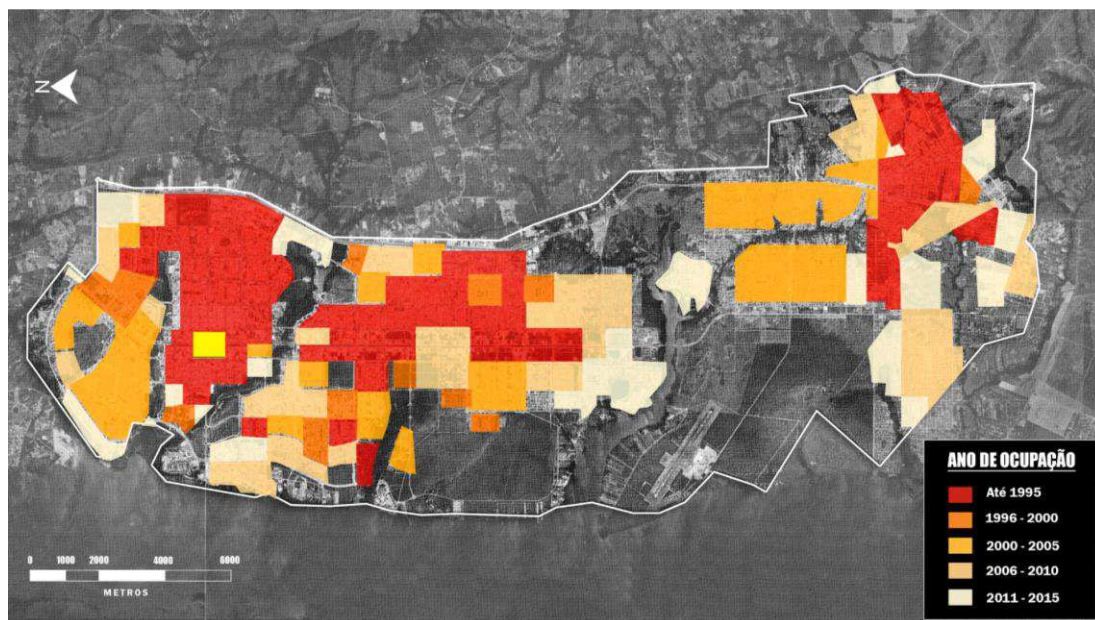 N
ANO DE OCUPAÇÃO
Até 1995
1996 - 2000
2000 - 2005
2006 - 2010
2011 - 2015
0 1000 2000 4000 6000
METROS